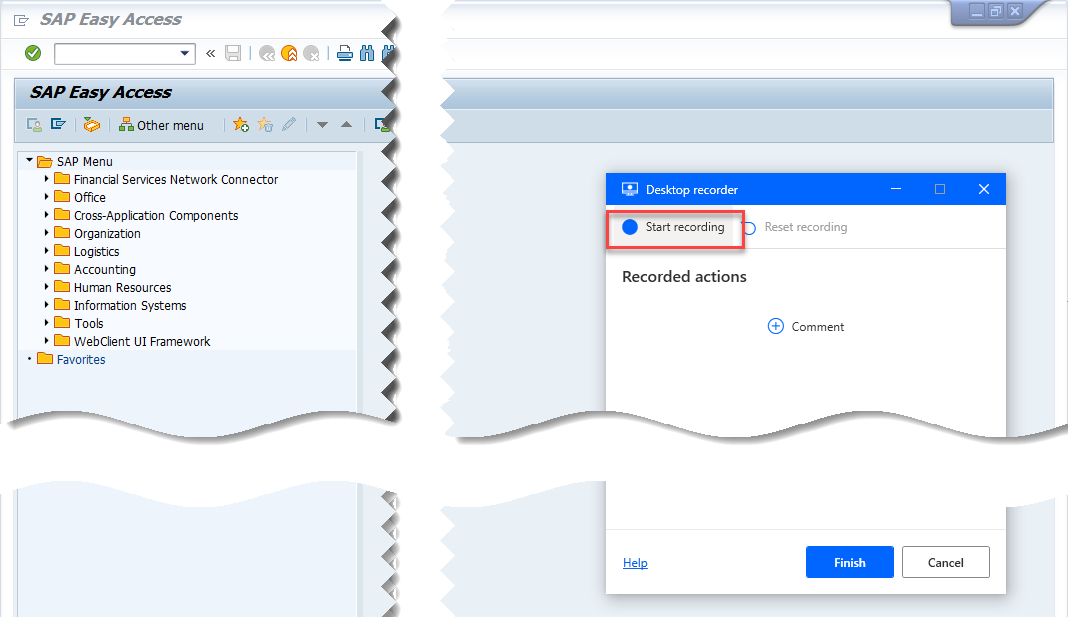 SAP Easy Access
SAP Easy Access
Other menu
SAP Menu
Financial Services Network Connector
Office
Cross-Application Components
Organization
Logistics
Accounting
Human Resources
Information Systems
Tools
WebClient UI Framework
Favorites
Desktop recorder
Start recording Reset recording
Recorded actions
Comment
Help Finish Cancel